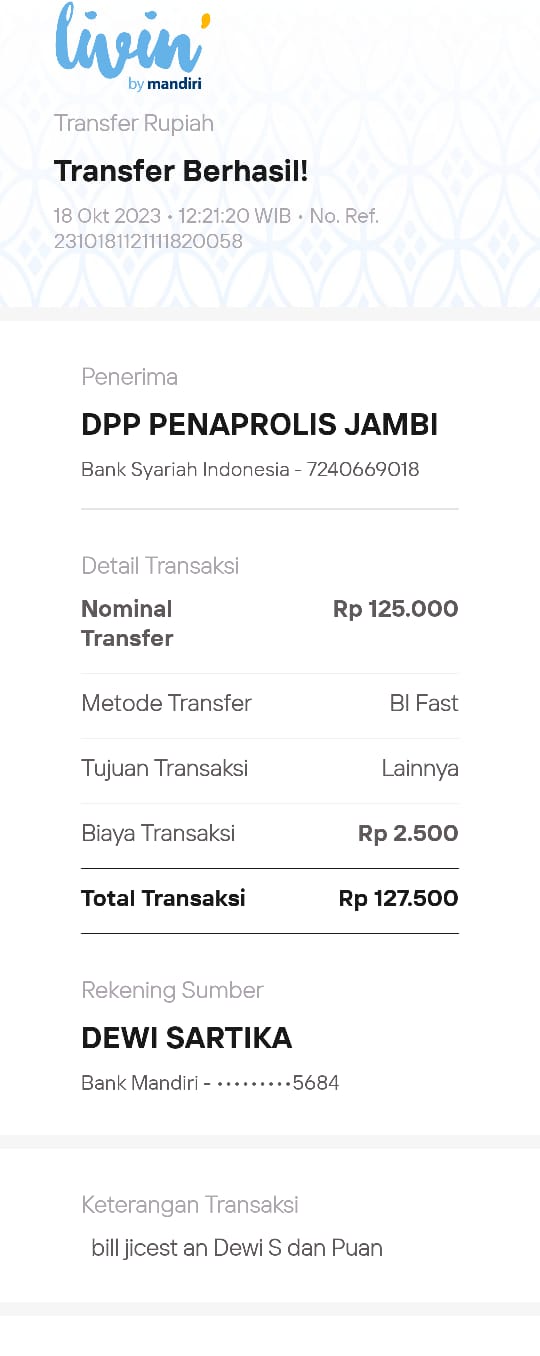 livin'
by mandiri
Transfer Rupiah
Transfer Berhasil!
18 Okt 2023 • 12:21:20 WIB • No. Ref.
2310181121111820058
Penerima
DPP PENAPROLIS JAMBI
Bank Syariah Indonesia - 7240669018
Detail Transaksi
Nominal Transfer Rp 125.000
Metode Transfer BI Fast
Tujuan Transaksi Lainnya
Biaya Transaksi Rp 2.500
Total Transaksi Rp 127.500
Rekening Sumber
DEWI SARTIKA
Bank Mandiri - •••••••••5684
Keterangan Transaksi
bill jicest an Dewi S dan Puan